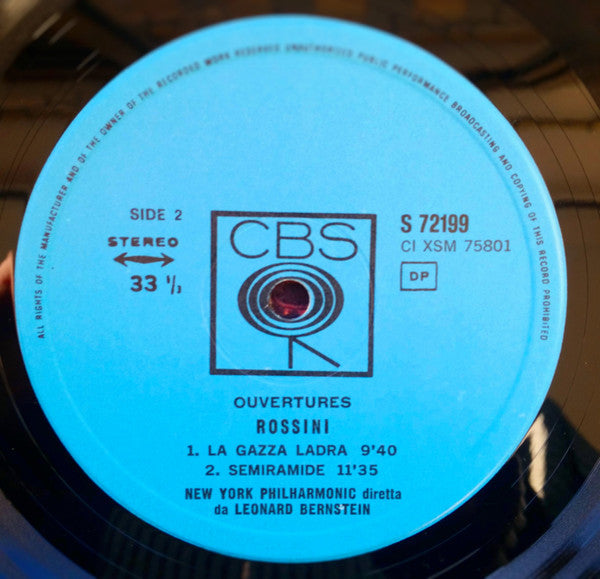 ALL RIGHTS OF THE MANUFACTURER AND OF THE OWNER OF THE RECORDED WORK RESERVED UNAUTHORISED PUBLIC PERFORMANCE BROADCASTING AND COPYING OF THIS RECORD PROHIBITED
SIDE 2
STEREO
33 ⅓
CBS
S 72199
CI XSM 75801
DP
OUVERTURES
ROSSINI
1. LA GAZZA LADRA 9'40
2. SEMIRAMIDE 11'35
NEW YORK PHILHARMONIC diretta
da LEONARD BERNSTEIN